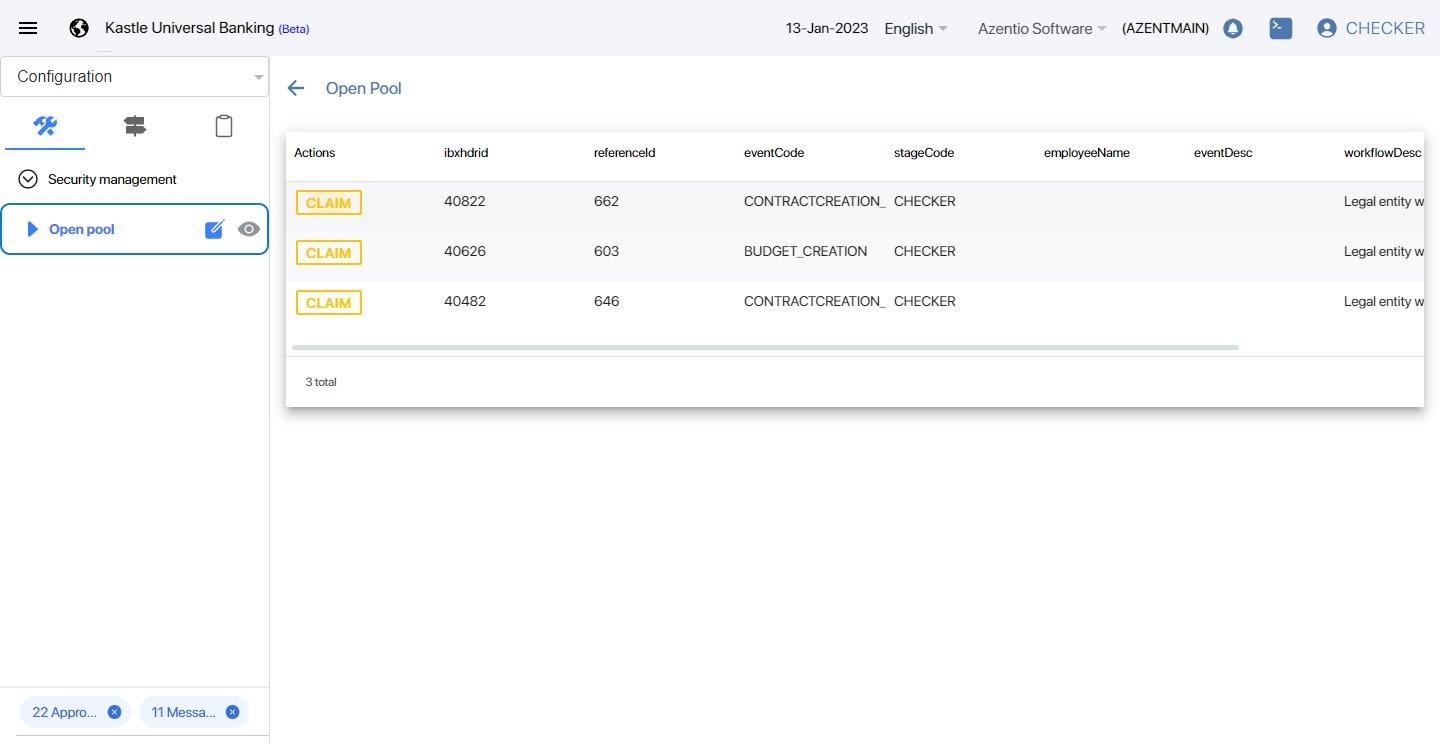 Kastle Universal Banking (Beta) 13-Jan-2023 English Azentio Software (AZENTMAIN) CHECKER
Configuration
Security management
Open pool
22 Appro...
11 Messa...
Open Pool
Actions ibxhdrid referenceId eventCode stageCode employeeName eventDesc workflowDesc
CLAIM 40822 662 CONTRACTCREATION_ CHECKER Legal entity w
CLAIM 40626 603 BUDGET_CREATION CHECKER Legal entity w
CLAIM 40482 646 CONTRACTCREATION_ CHECKER Legal entity w
3 total